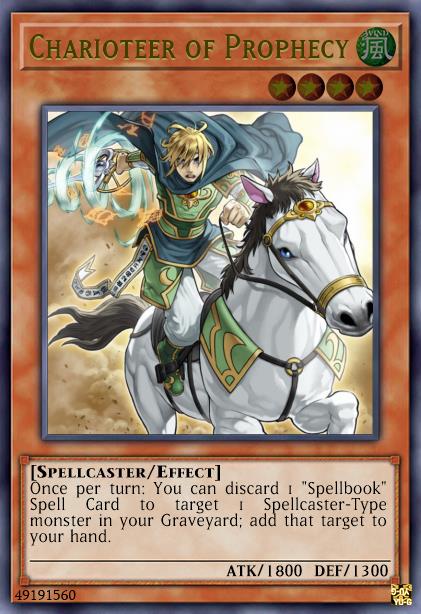 Charioteer of Prophecy
WIND
風
[Spellcaster/Effect]
Once per turn: You can discard 1 "Spellbook"
Spell Card to target 1 Spellcaster-Type
monster in your Graveyard; add that target to
your hand.
ATK/1800 DEF/1300
49191560